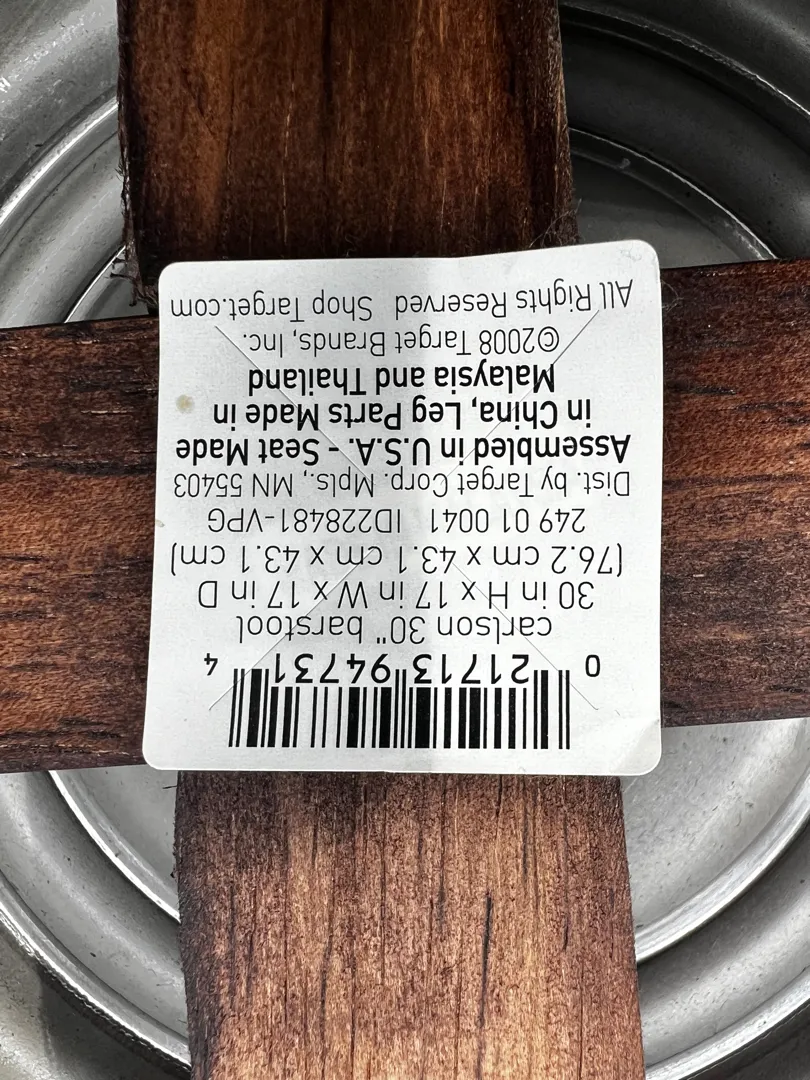 0 21713 94731 4
carlson 30" barstool
30 in H x 17 in W x 17 in D
(76.2 cm x 43.1 cm x 43.1 cm)
249 01 0041 ID228481-VPG
Dist. by Target Corp. Mpls., MN 55403
Assembled in U.S.A. - Seat Made
in China, Leg Parts Made in
Malaysia and Thailand
©2008 Target Brands, Inc.
All Rights Reserved Shop Target.com